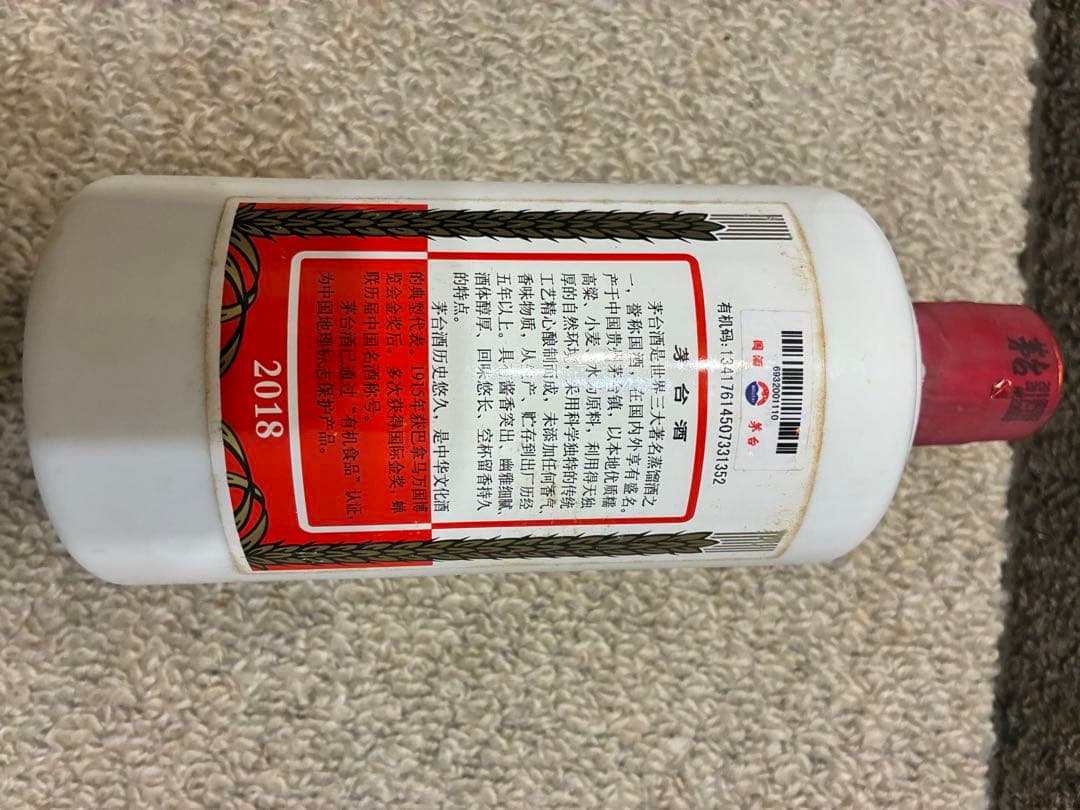 茅台
6932001110
国酒
茅台
有机码:13417614507331352
茅台酒
茅台酒是世界三大著名蒸馏酒之
一,誉称国酒,在国内外享有盛名。
产于中国贵州茅台镇,以本地优质糯
高粱、小麦、水为原料,利用得天独
厚的自然环境,采用科学独特的传统
工艺精心酿制而成,未添加任何香气、
香味物质,从生产、贮存到出厂历经
五年以上。具有酱香突出、幽雅细腻、
酒体醇厚、回味悠长、空杯留香持久
的特点。
茅台酒历史悠久,是中华文化酒
的典型代表。1915年获巴拿马万国博
览会金奖后,多次获得国际金奖,蝉
联历届中国名酒称号。
茅台酒已通过“有机食品”认证,
为中国地理标志保护产品。
2018